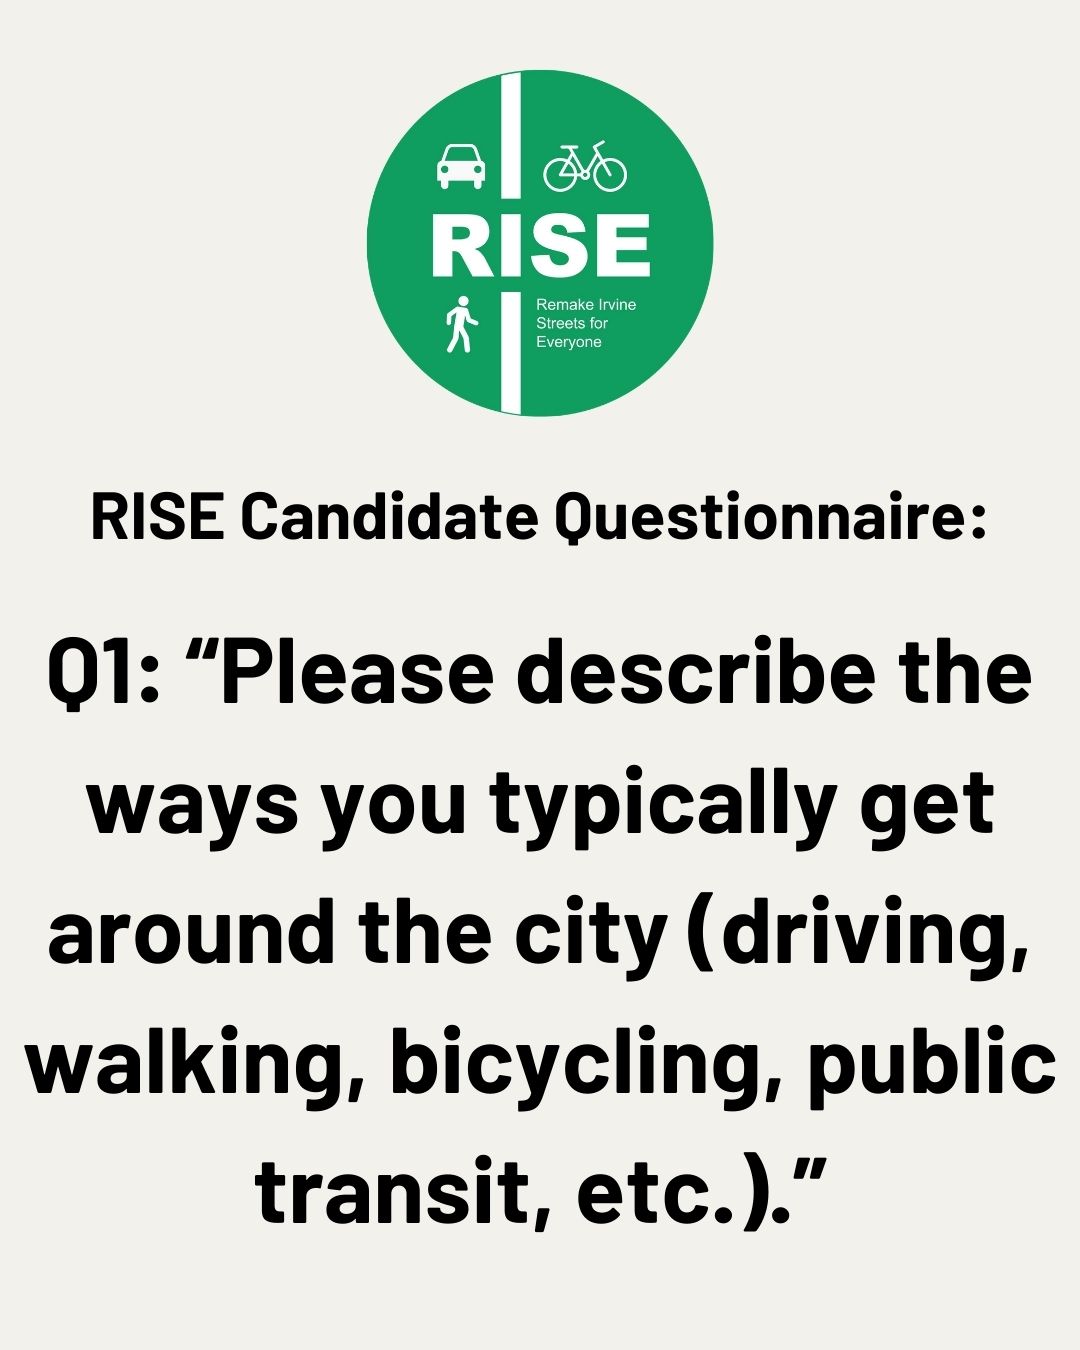 RISE
Remake Irvine
Streets for
Everyone
RISE Candidate Questionnaire:
Q1: “Please describe the
ways you typically get
around the city (driving,
walking, bicycling, public
transit, etc.).”